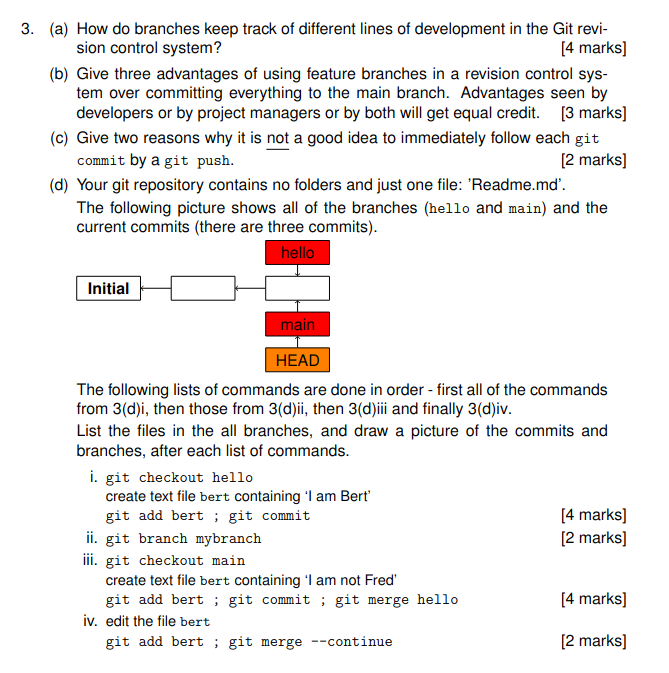 3. (a) How do branches keep track of different lines of development in the Git revi-
sion control system? [4 marks]
(b) Give three advantages of using feature branches in a revision control sys-
tem over committing everything to the main branch. Advantages seen by
developers or by project managers or by both will get equal credit. [3 marks]
(c) Give two reasons why it is not a good idea to immediately follow each git
commit by a git push. [2 marks]
(d) Your git repository contains no folders and just one file: 'Readme.md'.
The following picture shows all of the branches (hello and main) and the
current commits (there are three commits).
hello
Initial
main
HEAD
The following lists of commands are done in order - first all of the commands
from 3(d)i, then those from 3(d)ii, then 3(d)iii and finally 3(d)iv.
List the files in the all branches, and draw a picture of the commits and
branches, after each list of commands.
i. git checkout hello
create text file bert containing 'I am Bert'
git add bert ; git commit [4 marks]
ii. git branch mybranch [2 marks]
iii. git checkout main
create text file bert containing 'I am not Fred'
git add bert ; git commit ; git merge hello [4 marks]
iv. edit the file bert
git add bert ; git merge --continue [2 marks]